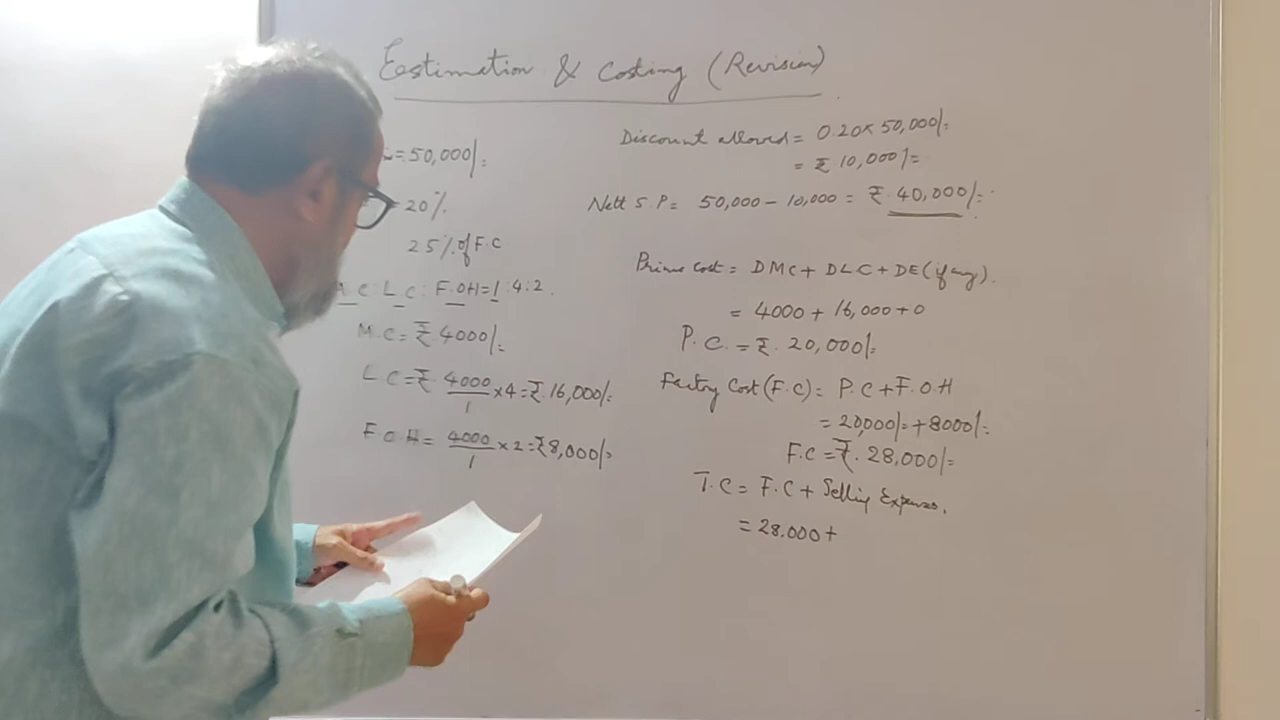 Eestimation & Costing (Revision)
=50,000/=
= 20%
25% of F.C
C : L C : F.OH = 1:4:2.
M.C = ₹ 4000/=
L.C = ₹ 4000/1 × 4 = ₹.16,000/=
F.O.H = 4000/1 × 2 = ₹8,000/=
Discount allowed = 0.20× 50,000/=
= ₹ 10,000/=
Nett S.P = 50,000 – 10,000 = ₹. 40,000/=
Prime Cost = DMC + DLC + DE (if any).
= 4000 + 16,000 + 0
P.C. = ₹. 20,000/=
Factory Cost (F.C) = P.C + F.O.H
= 20,000/= + 8000/=
F.C = ₹. 28,000/=
T.C = F.C + Selling Expenses.
= 28.000 +